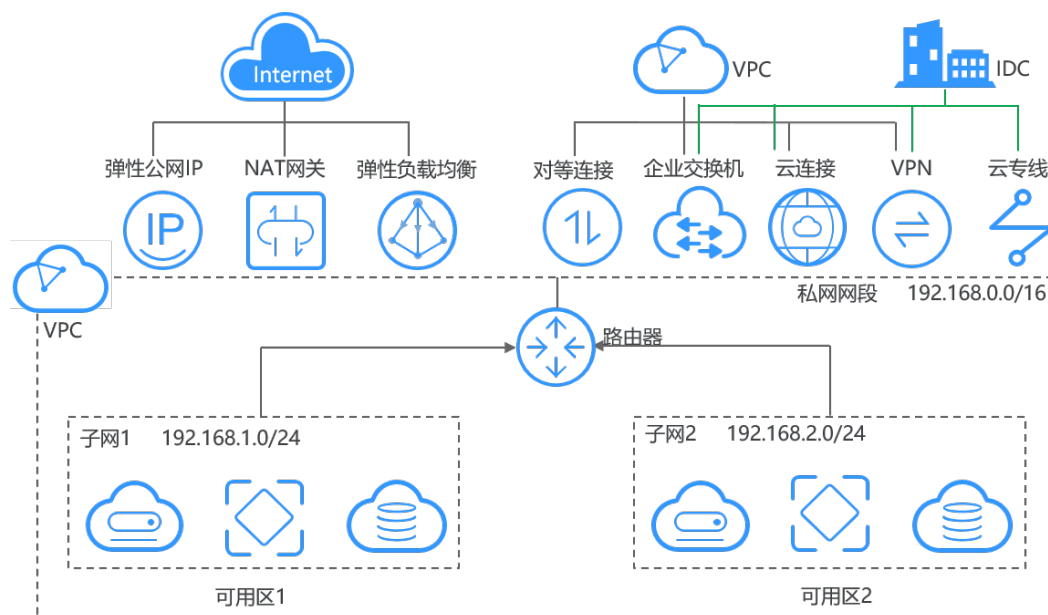 Internet
VPC
IDC
弹性公网IP
NAT网关
弹性负载均衡
对等连接
企业交换机
云连接
VPN
云专线
IP
私网网段 192.168.0.0/16
VPC
路由器
子网1 192.168.1.0/24
子网2 192.168.2.0/24
可用区1
可用区2